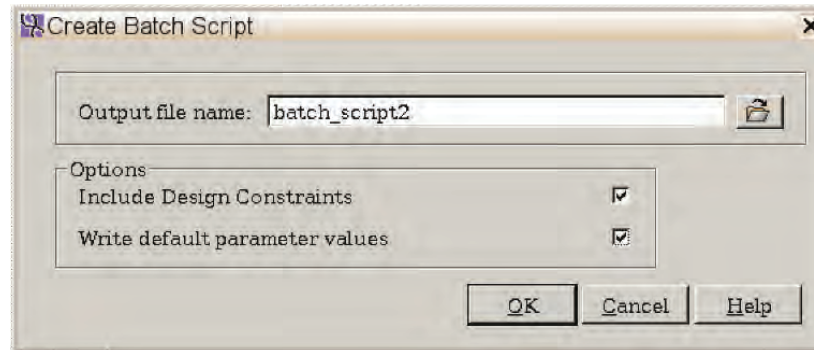 Create Batch Script
Output file name: batch_script2
Options
Include Design Constraints
Write default parameter values
OK Cancel Help